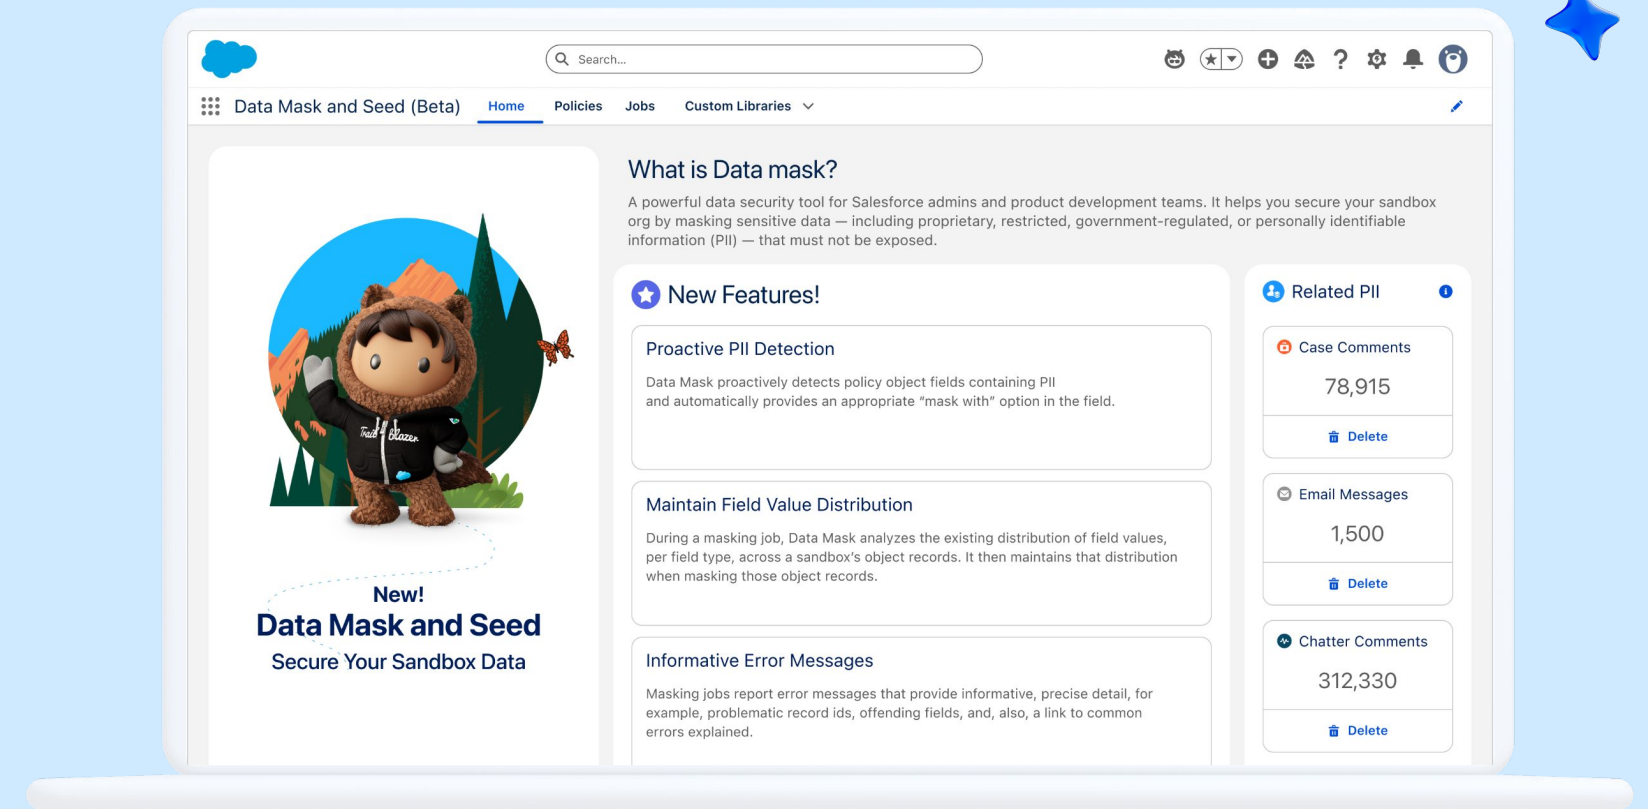 Search...
Data Mask and Seed (Beta)
Home
Policies
Jobs
Custom Libraries
Trail Blazer
New!
Data Mask and Seed
Secure Your Sandbox Data
What is Data mask?
A powerful data security tool for Salesforce admins and product development teams. It helps you secure your sandbox
org by masking sensitive data — including proprietary, restricted, government-regulated, or personally identifiable
information (PII) — that must not be exposed.
New Features!
Proactive PII Detection
Data Mask proactively detects policy object fields containing PII
and automatically provides an appropriate “mask with” option in the field.
Maintain Field Value Distribution
During a masking job, Data Mask analyzes the existing distribution of field values,
per field type, across a sandbox’s object records. It then maintains that distribution
when masking those object records.
Informative Error Messages
Masking jobs report error messages that provide informative, precise detail, for
example, problematic record ids, offending fields, and, also, a link to common
errors explained.
Related PII
Case Comments
78,915
Delete
Email Messages
1,500
Delete
Chatter Comments
312,330
Delete